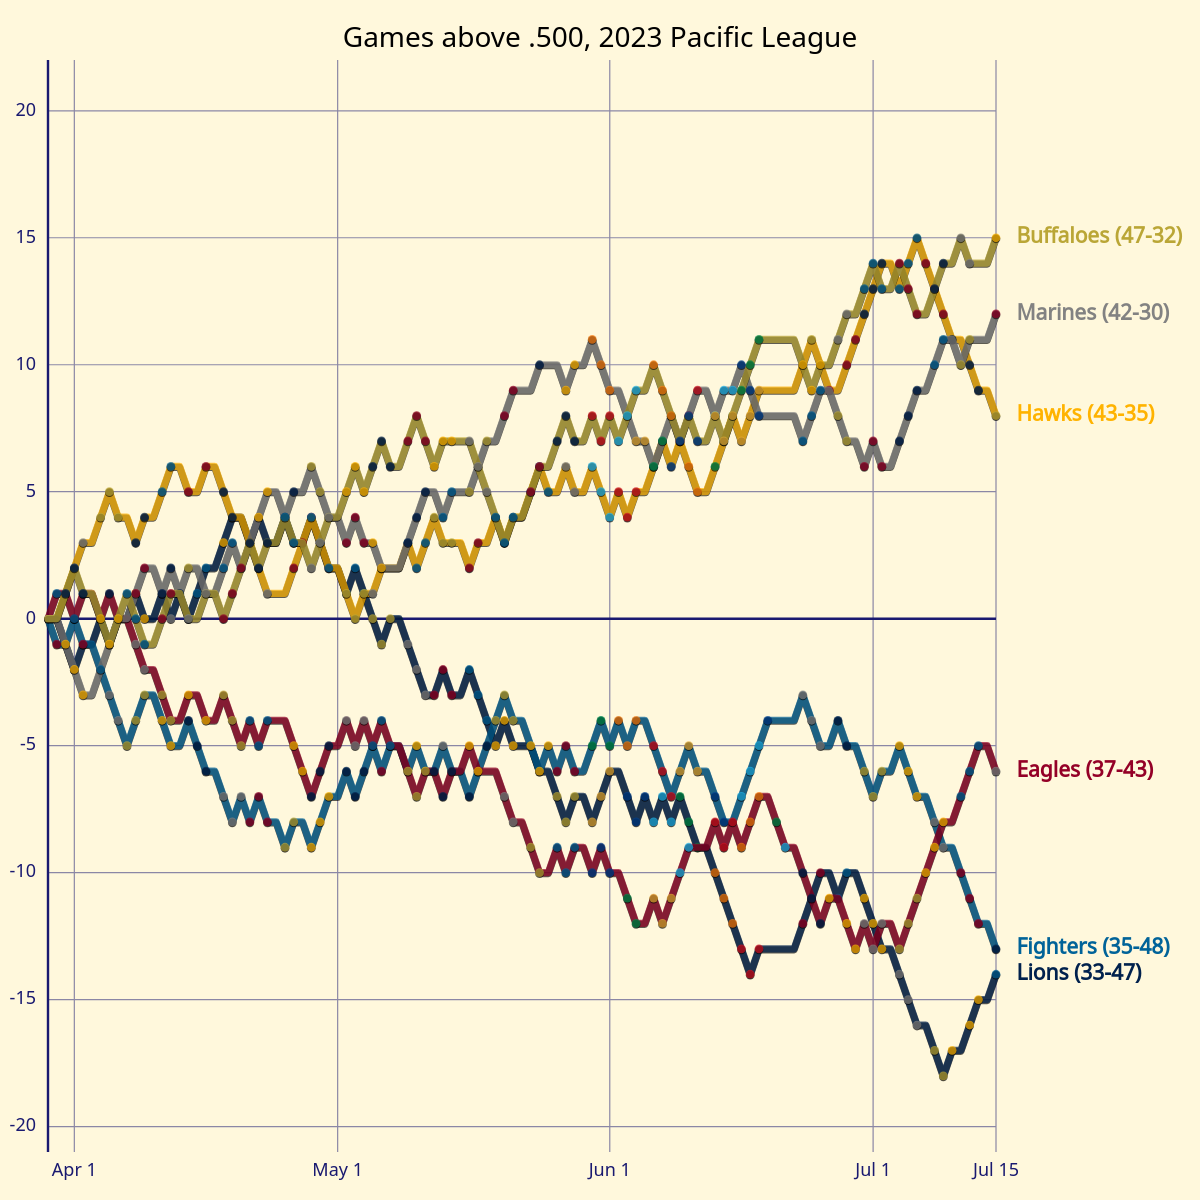 Games above .500, 2023 Pacific League
20
15
10
5
0
-5
-10
-15
-20
Buffaloes (47-32)
Marines (42-30)
Hawks (43-35)
Eagles (37-43)
Fighters (35-48)
Lions (33-47)
Apr 1
May 1
Jun 1
Jul 1
Jul 15